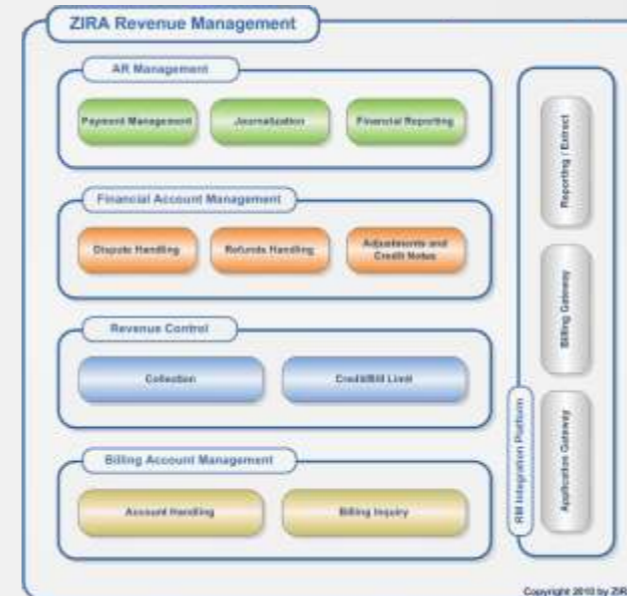 ZIRA Revenue Management
AR Management
Payment Management
Journalization
Financial Reporting
Financial Account Management
Dispute Handling
Refunds Handling
Adjustments and
Credit Notes
Revenue Control
Collection
Credit/Bill Limit
Billing Account Management
Account Handling
Billing Inquiry
Reporting / Extract
Billing Gateway
Application Gateway
RM Integration Platform
Copyright 2010 by ZIRA